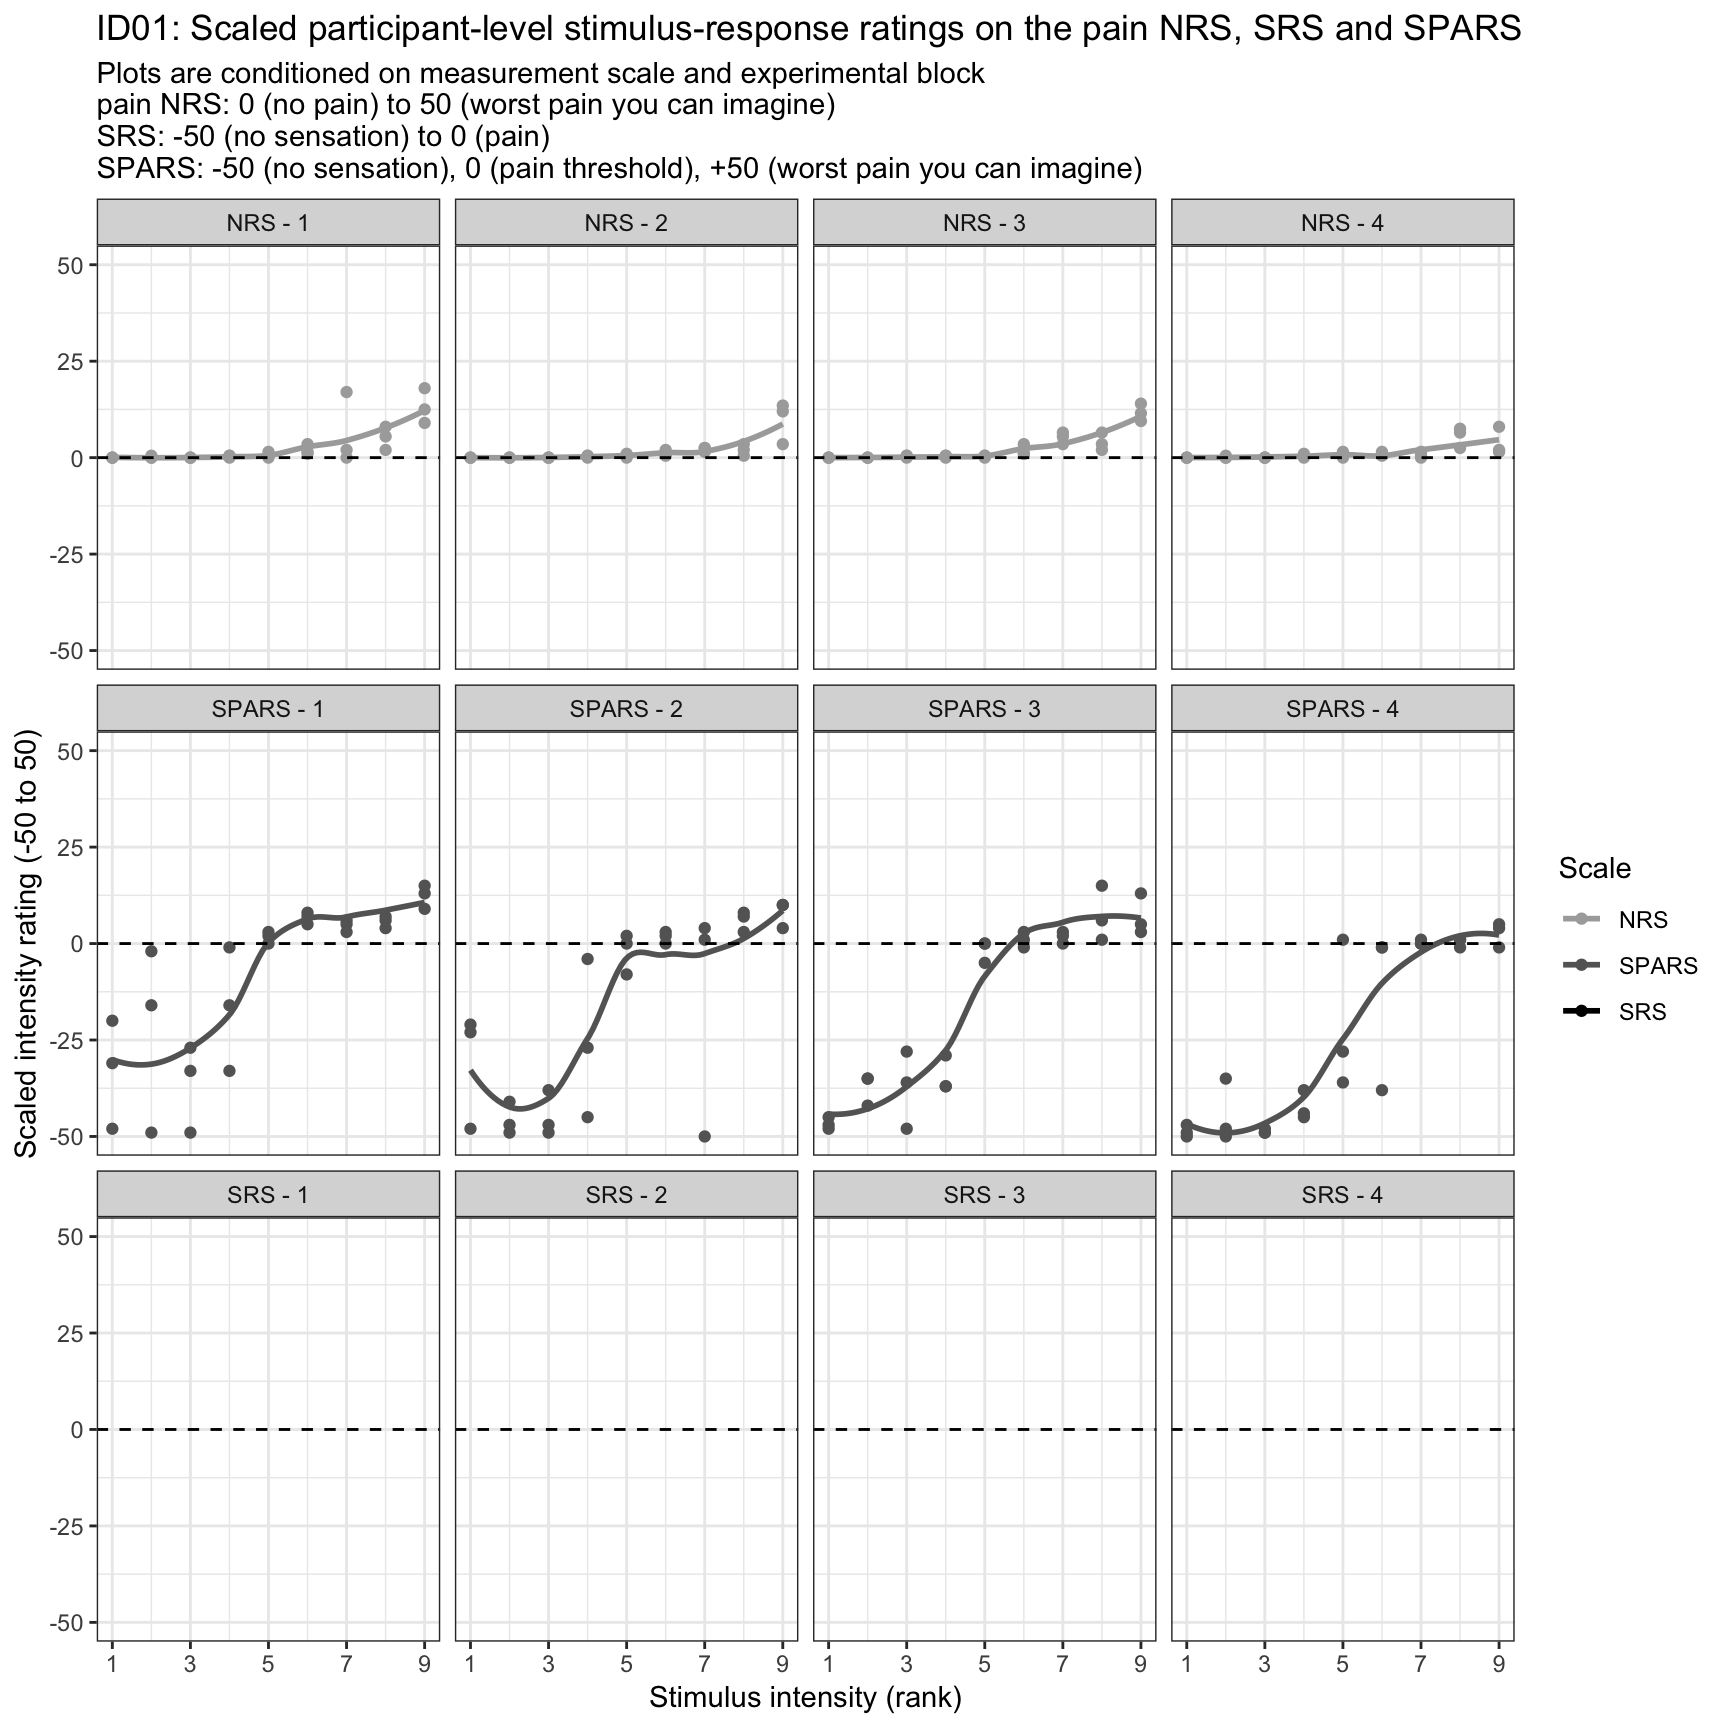 ID01: Scaled participant-level stimulus-response ratings on the pain NRS, SRS and SPARS
Plots are conditioned on measurement scale and experimental block
pain NRS: 0 (no pain) to 50 (worst pain you can imagine)
SRS: -50 (no sensation) to 0 (pain)
SPARS: -50 (no sensation), 0 (pain threshold), +50 (worst pain you can imagine)
NRS - 1 NRS - 2 NRS - 3 NRS - 4
50
25
0
-25
-50
SPARS - 1 SPARS - 2 SPARS - 3 SPARS - 4
50
25
0
-25
-50
SRS - 1 SRS - 2 SRS - 3 SRS - 4
50
25
0
-25
-50
1 3 5 7 9 1 3 5 7 9 1 3 5 7 9 1 3 5 7 9
Stimulus intensity (rank)
Scaled intensity rating (-50 to 50)
Scale
NRS
SPARS
SRS